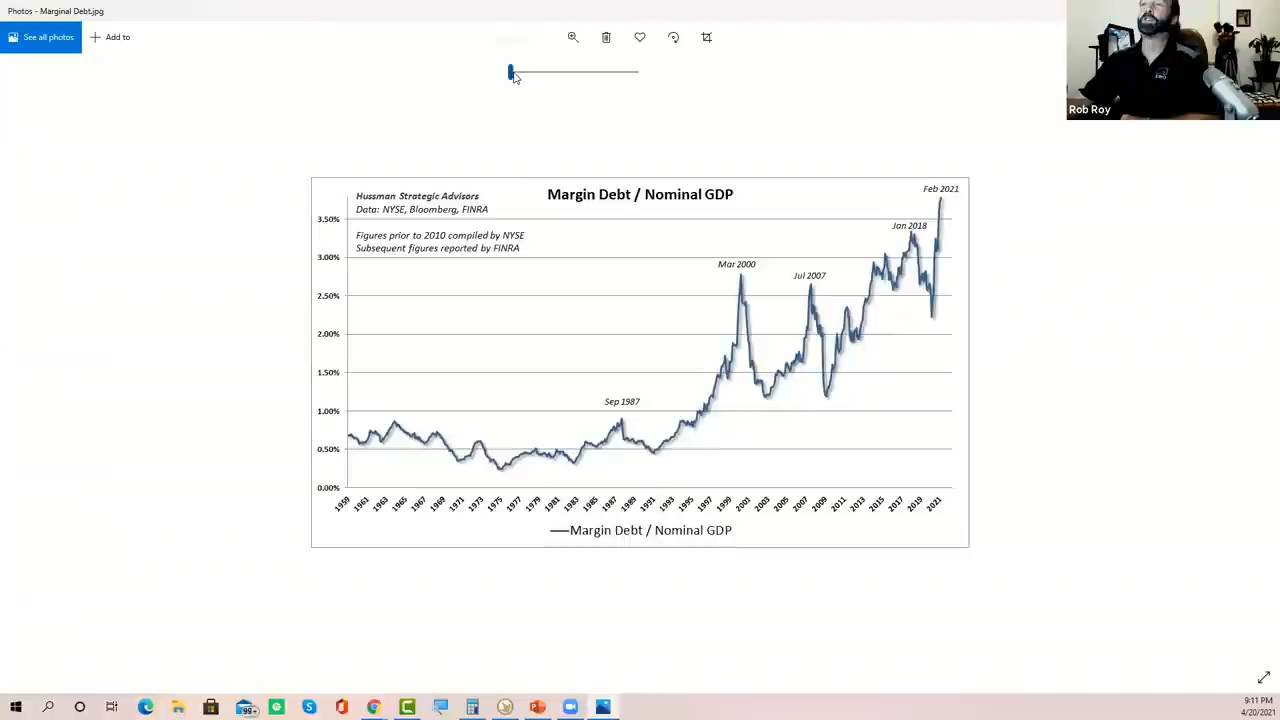 Photos - Marginal Debt.jpg
See all photos
Add to
Rob Roy
Hussman Strategic Advisors
Data: NYSE, Bloomberg, FINRA
Margin Debt / Nominal GDP
Feb 2021
Figures prior to 2010 compiled by NYSE
Subsequent figures reported by FINRA
Jan 2018
Mar 2000
Jul 2007
Sep 1987
3.50%
3.00%
2.50%
2.00%
1.50%
1.00%
0.50%
0.00%
1959 1961 1963 1965 1967 1969 1971 1973 1975 1977 1979 1981 1983 1985 1987 1989 1991 1993 1995 1997 1999 2001 2003 2005 2007 2009 2011 2013 2015 2017 2019 2021
Margin Debt / Nominal GDP
99+
9:11 PM
4/20/2021